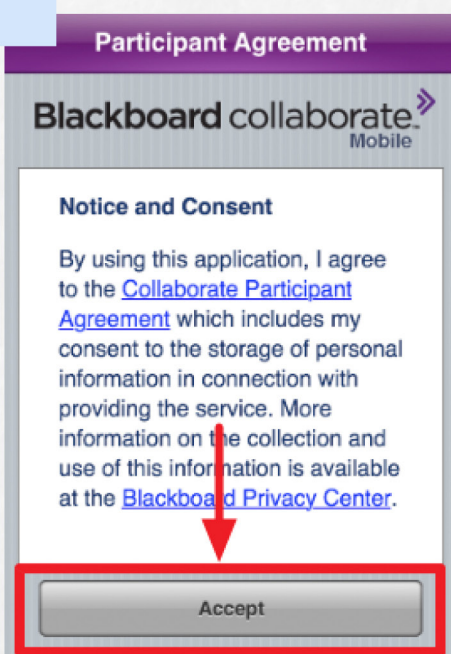 Participant Agreement
Blackboard collaborate.
Mobile
Notice and Consent
By using this application, I agree
to the Collaborate Participant
Agreement which includes my
consent to the storage of personal
information in connection with
providing the service. More
information on the collection and
use of this information is available
at the Blackboard Privacy Center.
Accept